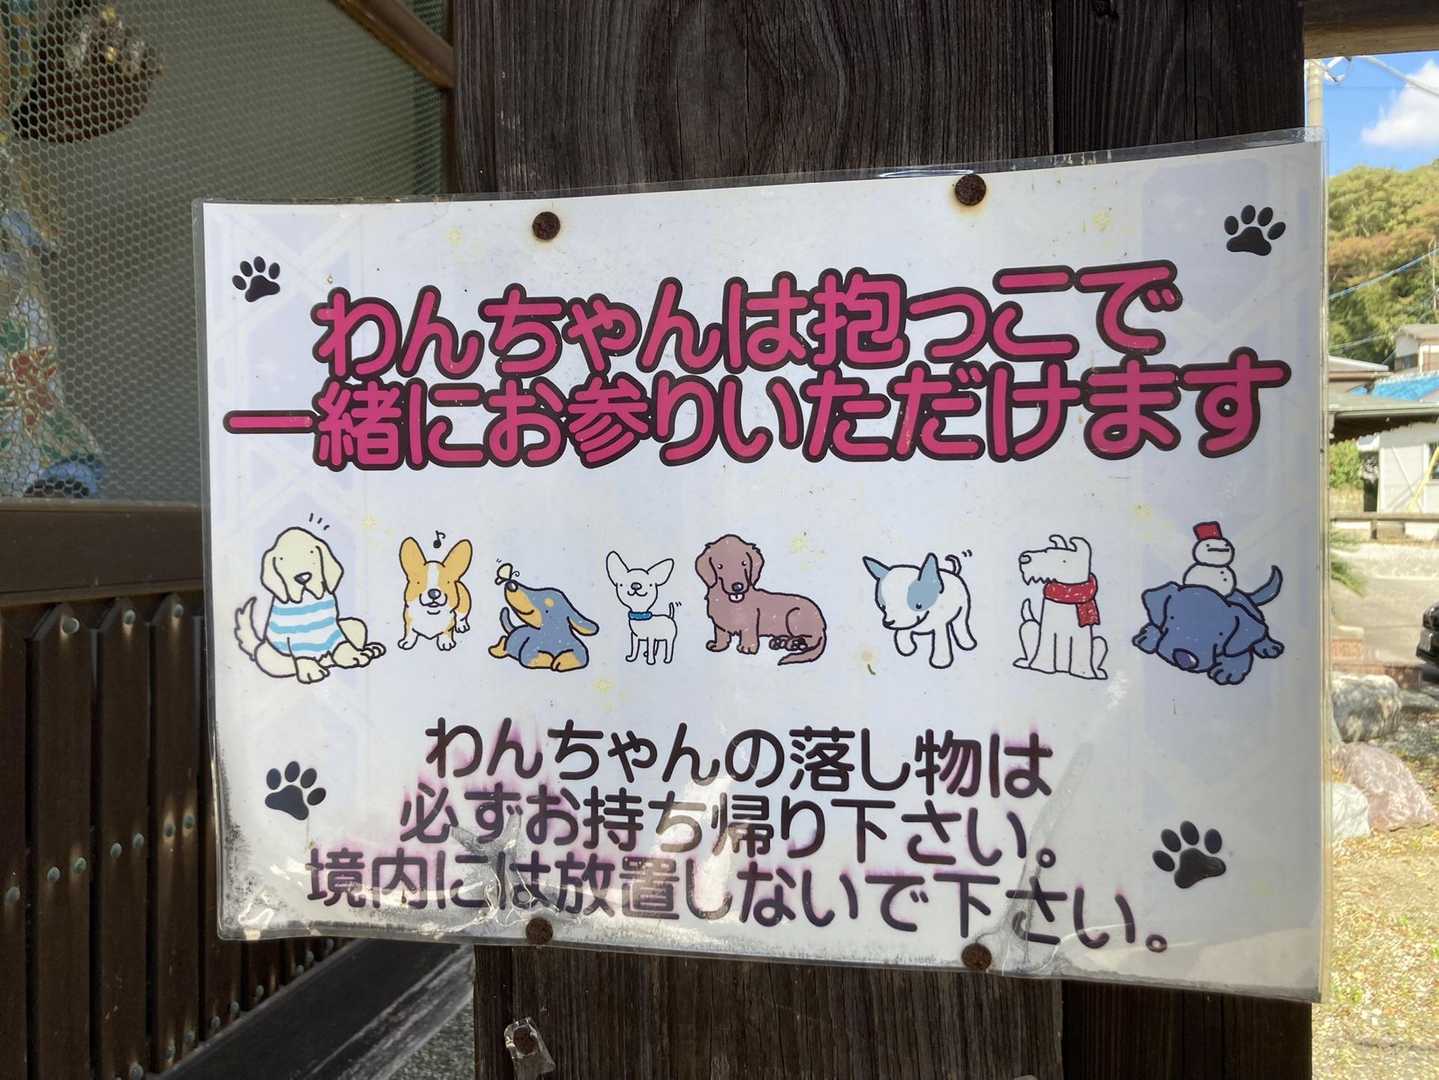 わんちゃんは抱っこで
一緒にお参りいただけます
わんちゃんの落し物は
必ずお持ち帰り下さい。
境内には放置しないで下さい。